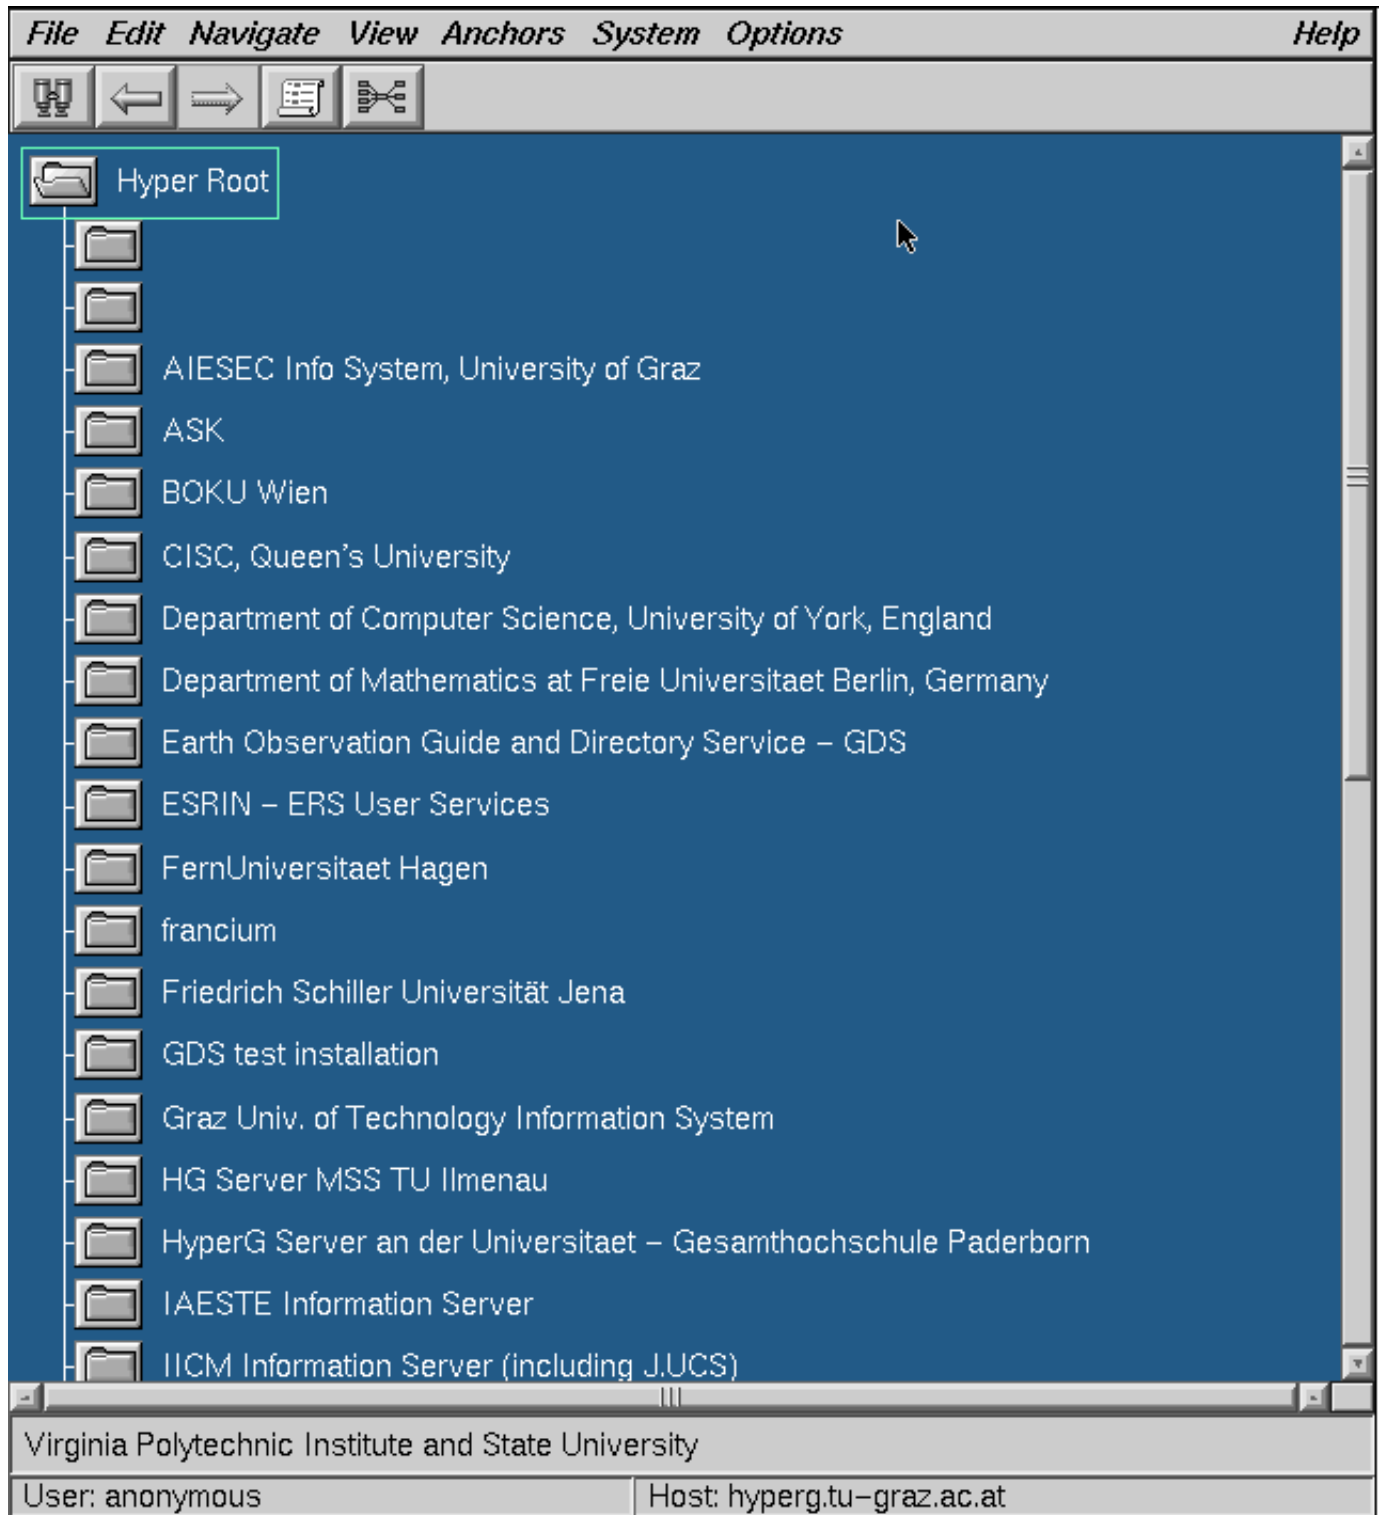 File Edit Navigate View Anchors System Options Help
Hyper Root
AIESEC Info System, University of Graz
ASK
BOKU Wien
CISC, Queen's University
Department of Computer Science, University of York, England
Department of Mathematics at Freie Universitaet Berlin, Germany
Earth Observation Guide and Directory Service – GDS
ESRIN – ERS User Services
FernUniversitaet Hagen
francium
Friedrich Schiller Universität Jena
GDS test installation
Graz Univ. of Technology Information System
HG Server MSS TU Ilmenau
HyperG Server an der Universitaet – Gesamthochschule Paderborn
IAESTE Information Server
IICM Information Server (including J.UCS)
Virginia Polytechnic Institute and State University
User: anonymous Host: hyperg.tu–graz.ac.at